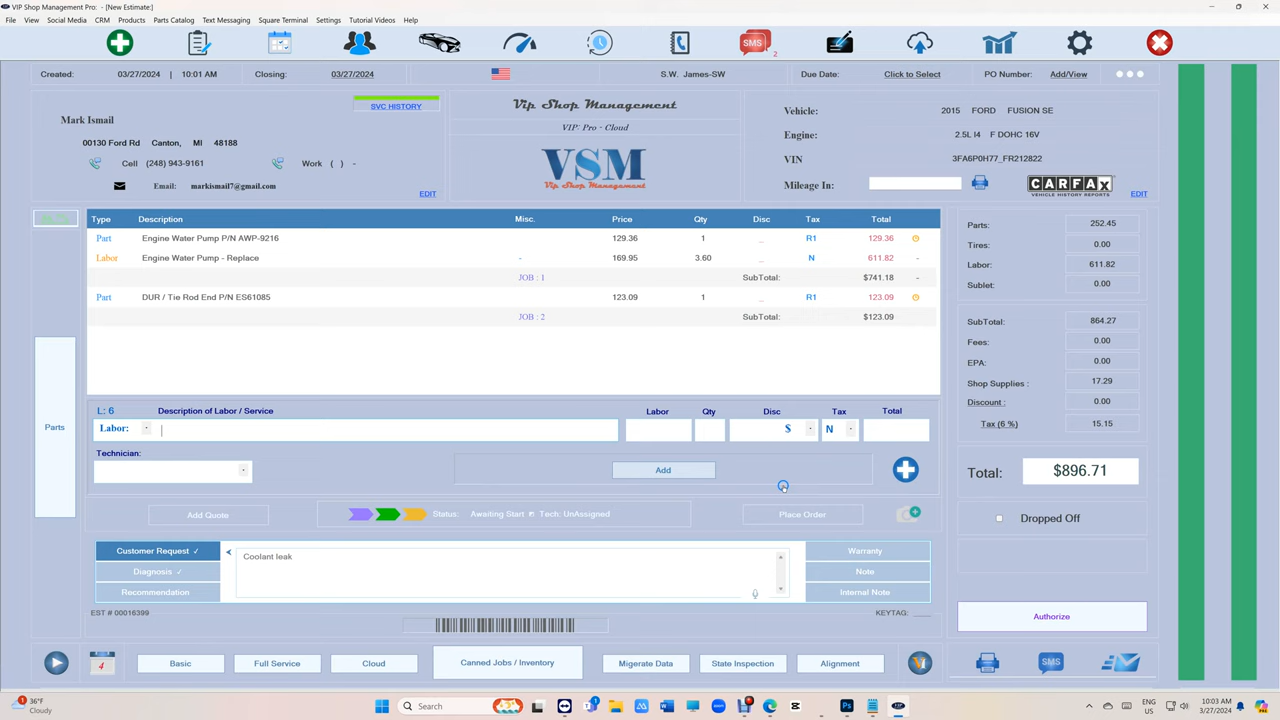 VIP Shop Management Pro: - [New Estimate:]
File View Social Media CRM Products Parts Catalog Text Messaging Square Terminal Settings Tutorial Videos Help
SMS 2
Created: 03/27/2024 | 10:01 AM Closing: 03/27/2024 S.W. James-SW Due Date: Click to Select PO Number: Add/View
SVC HISTORY
Mark Ismail
00130 Ford Rd Canton, MI 48188
Cell (248) 943-9161 Work ( ) -
Email: markismail7@gmail.com
EDIT
Vip Shop Management
VIP: Pro - Cloud
VSM
Vip Shop Management
Vehicle: 2015 FORD FUSION SE
Engine: 2.5L I4 F DOHC 16V
VIN 3FA6P0H77_FR212822
Mileage In: CARFAX
VEHICLE HISTORY REPORTS
EDIT
Type Description Misc. Price Qty Disc Tax Total
Part Engine Water Pump P/N AWP-9216 129.36 1 _ R1 129.36
Labor Engine Water Pump - Replace - 169.95 3.60 _ N 611.82 -
JOB : 1 SubTotal: $741.18 -
Part DUR / Tie Rod End P/N ES61085 123.09 1 _ R1 123.09
JOB : 2 SubTotal: $123.09
Parts
L: 6 Description of Labor / Service Labor Qty Disc Tax Total
Labor: $ N
Technician:
Add
Add Quote Status: Awaiting Start Tech: UnAssigned Place Order
Customer Request ✓ Coolant leak Warranty
Diagnosis ✓ Note
Recommendation Internal Note
EST # 00016399 KEYTAG: ____
4 Basic Full Service Cloud Canned Jobs / Inventory Migerate Data State Inspection Alignment
Parts: 252.45
Tires: 0.00
Labor: 611.82
Sublet: 0.00
SubTotal: 864.27
Fees: 0.00
EPA: 0.00
Shop Supplies : 17.29
Discount : 0.00
Tax (6 %) 15.15
Total: $896.71
Dropped Off
Authorize
SMS
1 36°F
Cloudy
Search
ENG
US
10:03 AM
3/27/2024